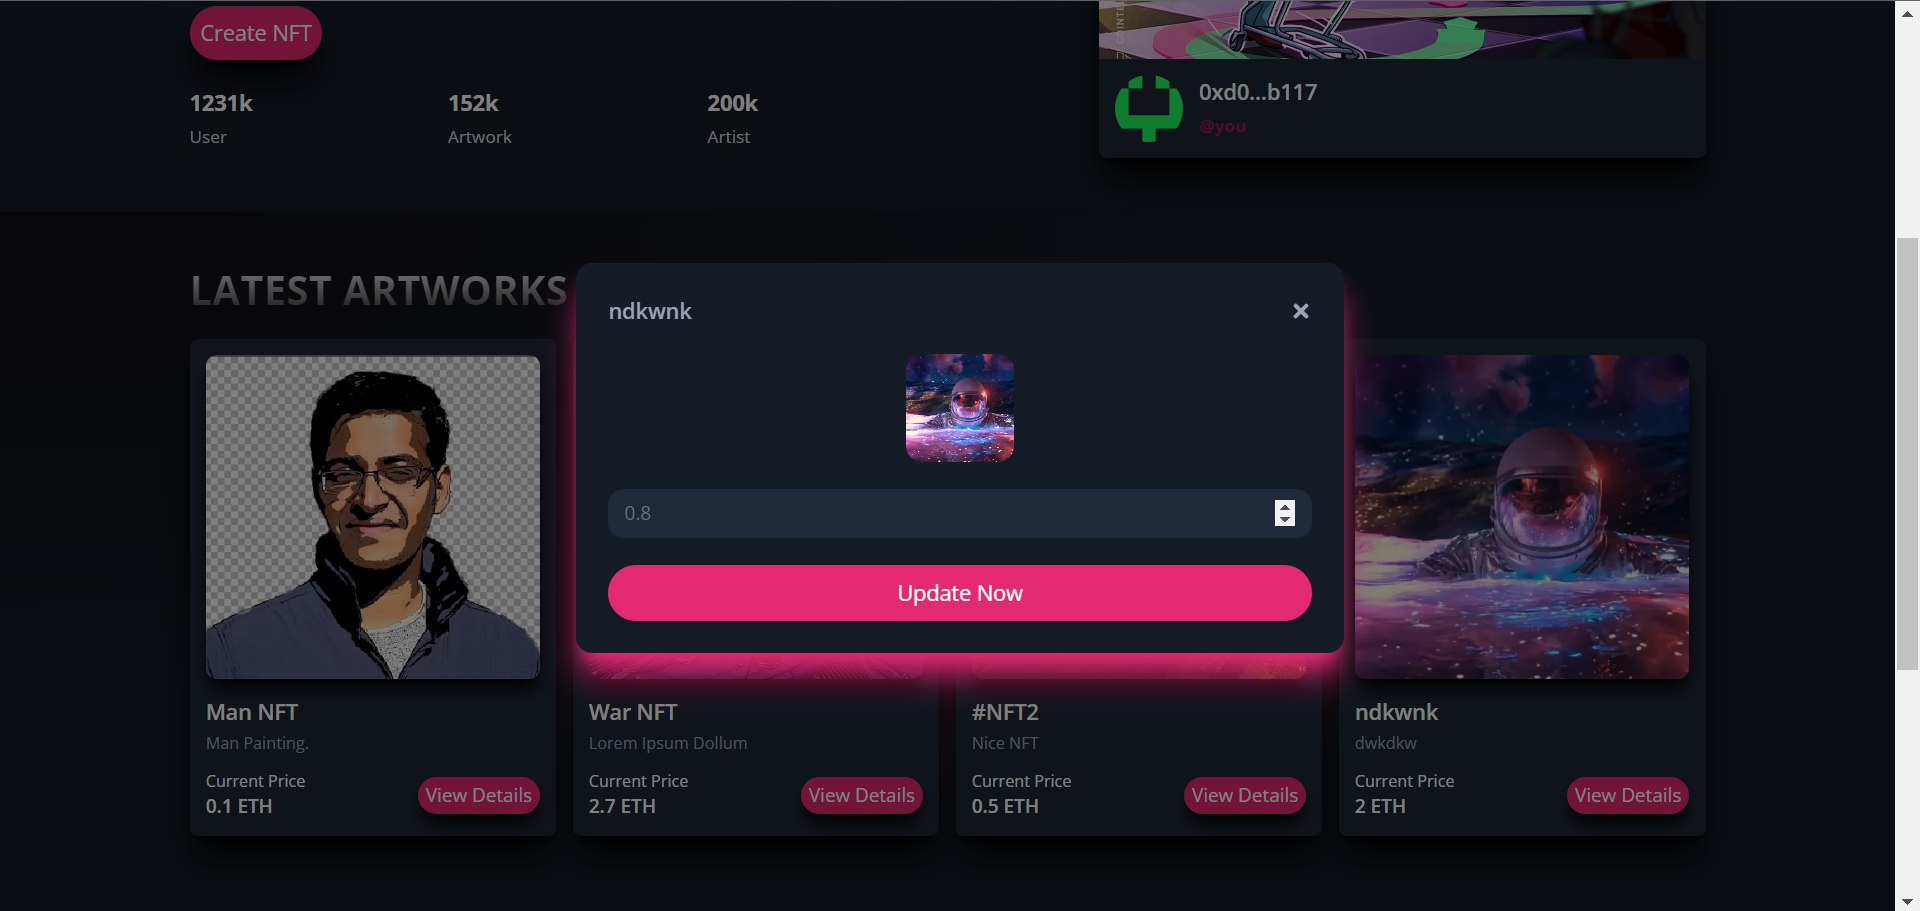 Create NFT
1231k
User
152k
Artwork
200k
Artist
0xd0...b117
@you
LATEST ARTWORKS
ndkwnk
0.8
Update Now
Man NFT
Man Painting.
Current Price
0.1 ETH
View Details
War NFT
Lorem Ipsum Dollum
Current Price
2.7 ETH
View Details
#NFT2
Nice NFT
Current Price
0.5 ETH
View Details
ndkwnk
dwkdkw
Current Price
2 ETH
View Details